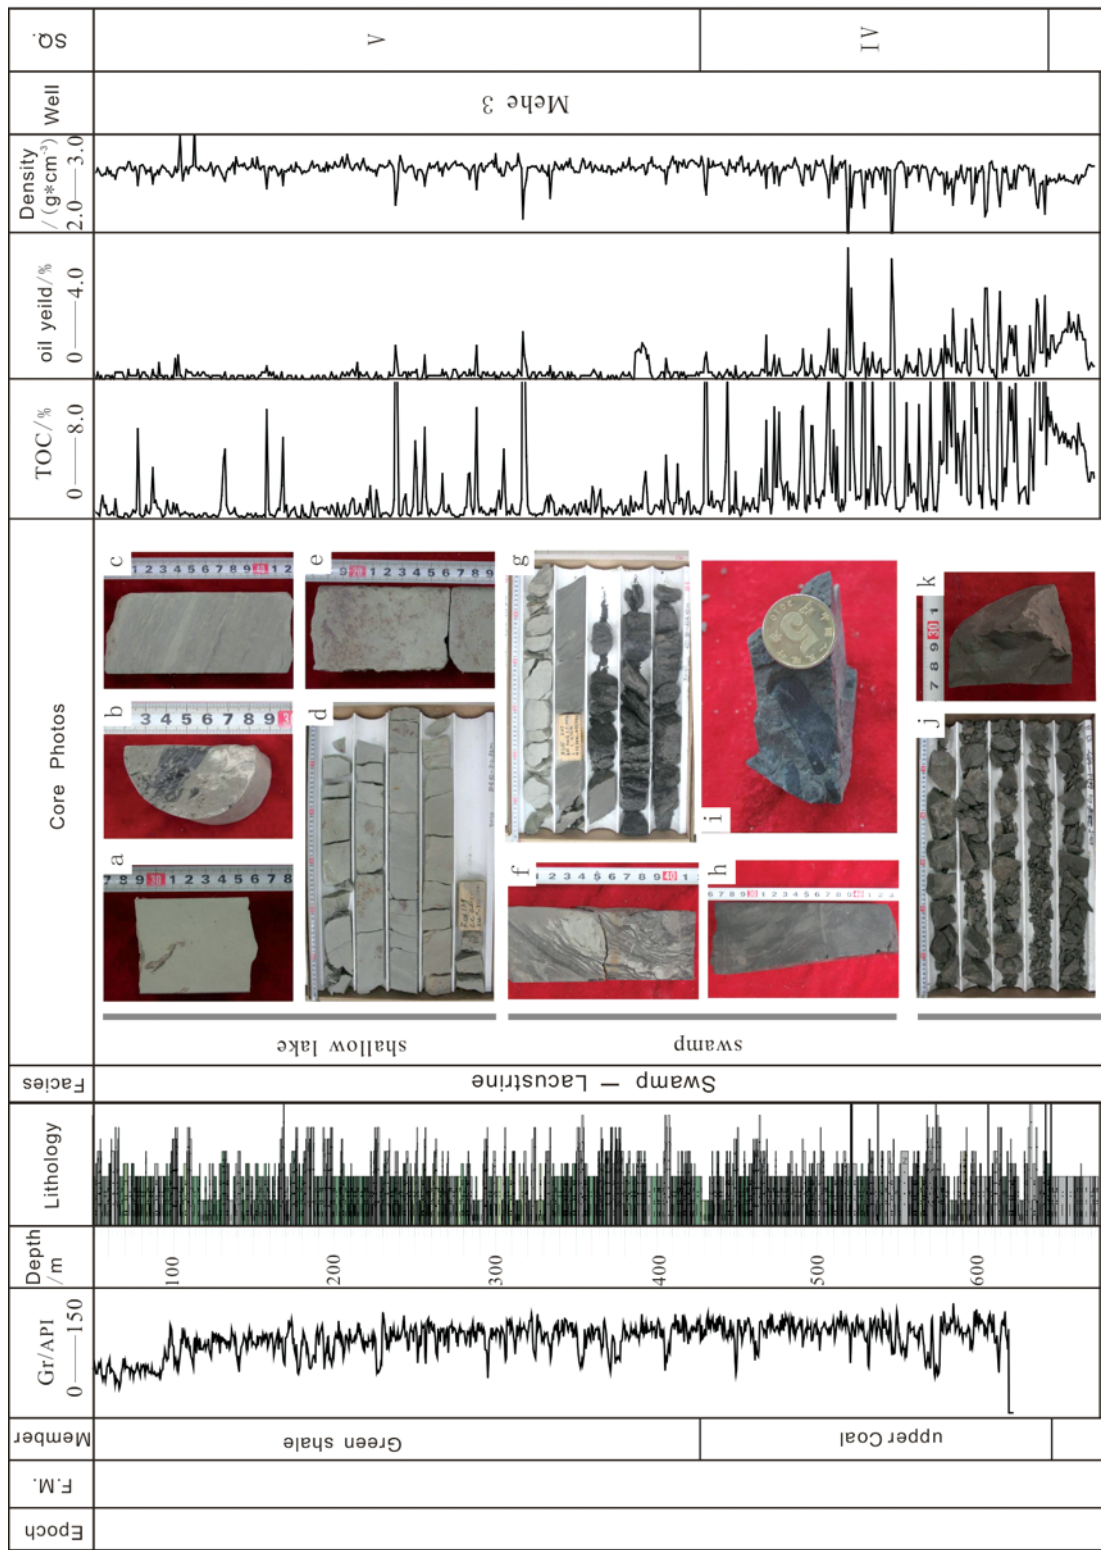 Epoch
F.M.
Member
Green shale
upper Coal
Gr/API
0—150
Depth
/m
100
200
300
400
500
600
Lithology
Facies
Swamp — Lacustrine
Core Photos
shallow lake
swamp
a
b
c
d
e
f
g
h
i
j
k
TOC/%
0—8.0
oil yeild/%
0—4.0
Density
/(g*cm⁻³)
2.0—3.0
Well
Mehe 3
SQ.
V
IV